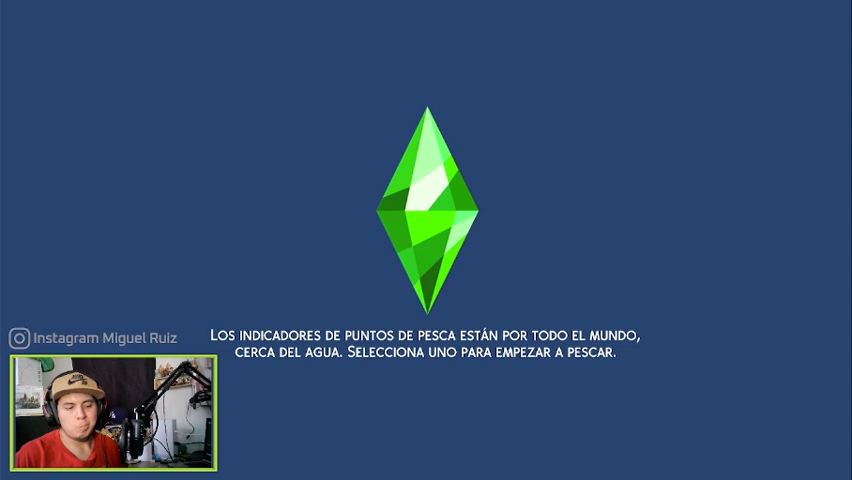 Instagram Miguel Ruiz
LOS INDICADORES DE PUNTOS DE PESCA ESTÁN POR TODO EL MUNDO,
CERCA DEL AGUA. SELECCIONA UNO PARA EMPEZAR A PESCAR.